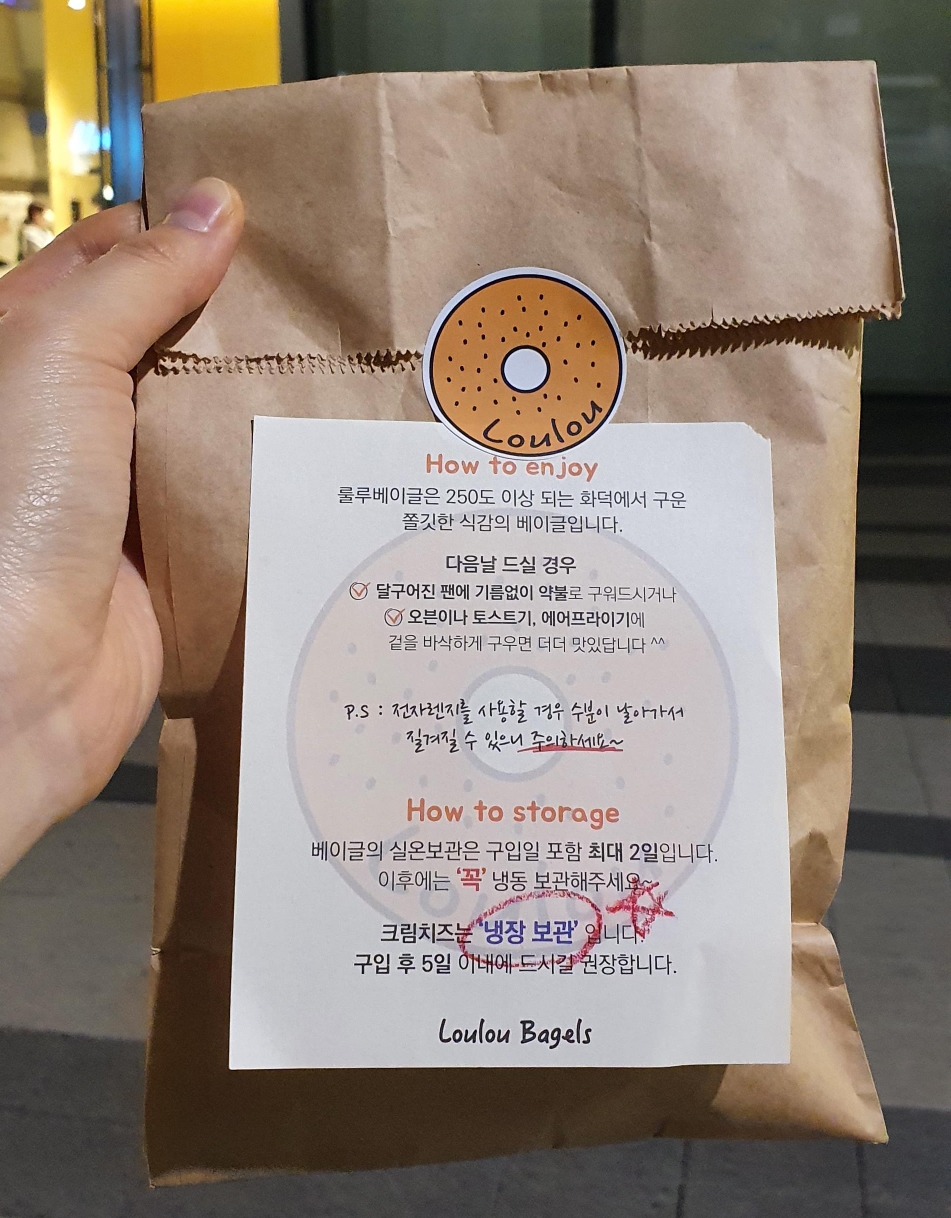 Loulou
How to enjoy
룰루베이글은 250도 이상 되는 화덕에서 구운
쫄깃한 식감의 베이글입니다.
다음날 드실 경우
달구어진 팬에 기름없이 약불로 구워드시거나
오븐이나 토스트기, 에어프라이기에
겉을 바삭하게 구우면 더더 맛있답니다 ^^
P.S : 전자렌지를 사용할 경우 수분이 날아가서
질겨질 수 있으니 주의하세요~
How to storage
베이글의 실온보관은 구입일 포함 최대 2일입니다.
이후에는 '꼭' 냉동 보관해주세요~
크림치즈는 '냉장 보관' 입니다.
구입 후 5일 이내에 드시길 권장합니다.
Loulou Bagels